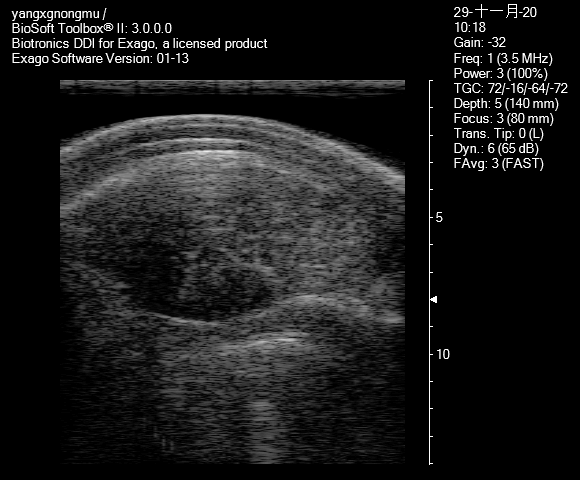 yangxgnongmu /
BioSoft Toolbox® II: 3.0.0.0
Biotronics DDI for Exago, a licensed product
Exago Software Version: 01-13
29-十一月-20
10:18
Gain: -32
Freq: 1 (3.5 MHz)
Power: 3 (100%)
TGC: 72/-16/-64/-72
Depth: 5 (140 mm)
Focus: 3 (80 mm)
Trans. Tip: 0 (L)
Dyn.: 6 (65 dB)
FAvg: 3 (FAST)
5
10